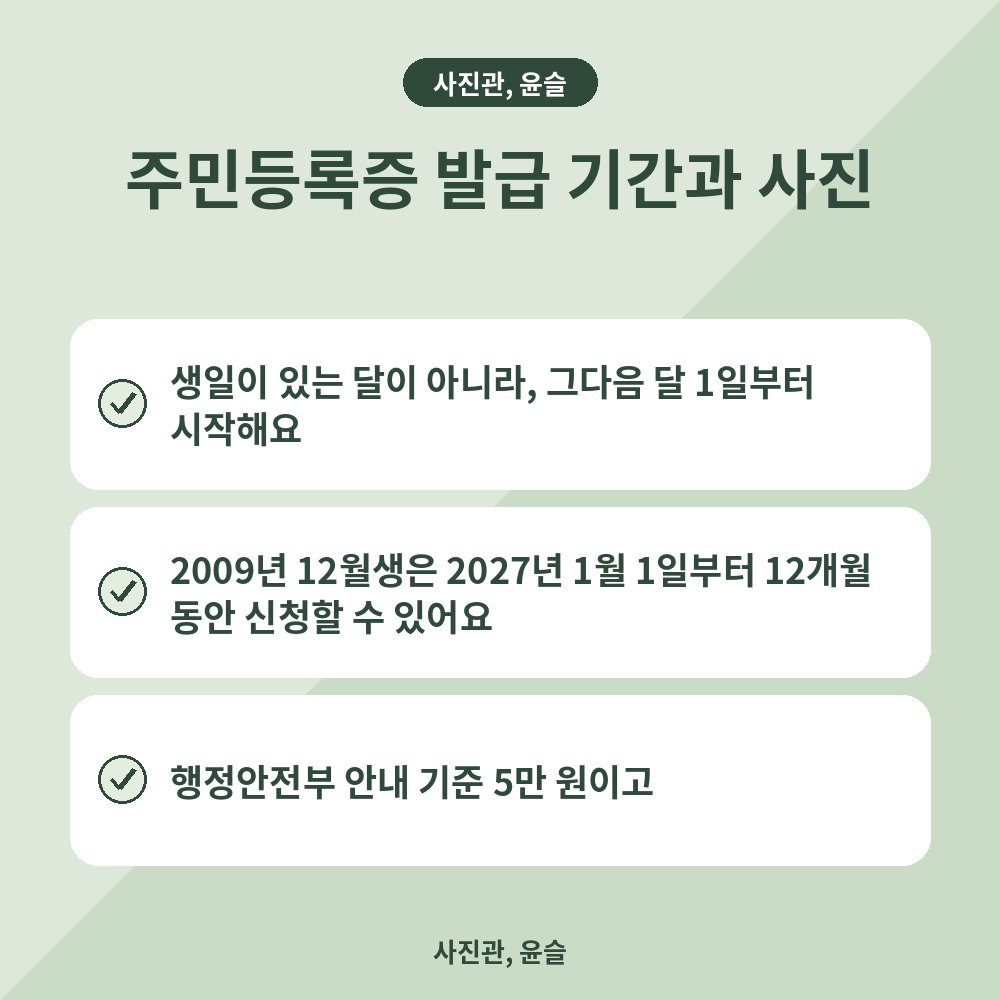 사진관, 윤슬
주민등록증 발급 기간과 사진
생일이 있는 달이 아니라, 그다음 달 1일부터
시작해요
2009년 12월생은 2027년 1월 1일부터 12개월
동안 신청할 수 있어요
행정안전부 안내 기준 5만 원이고
사진관, 윤슬